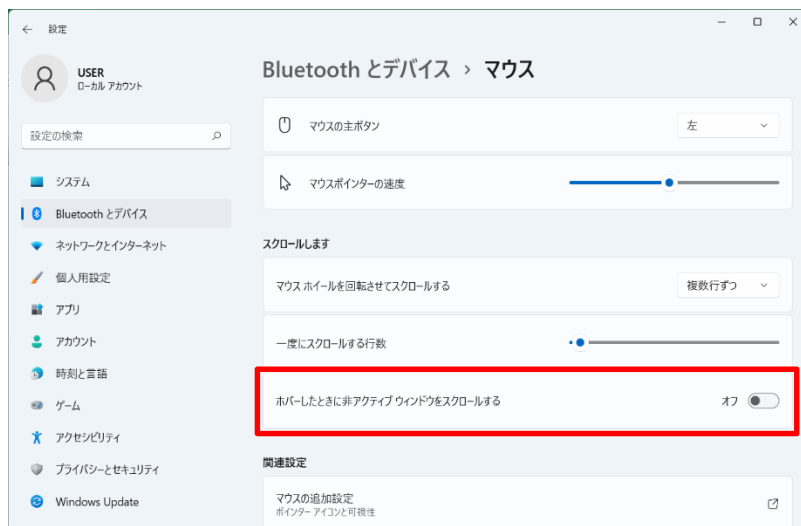 設定
USER
ローカル アカウント
設定の検索
システム
Bluetooth とデバイス
ネットワークとインターネット
個人用設定
アプリ
アカウント
時刻と言語
ゲーム
アクセシビリティ
プライバシーとセキュリティ
Windows Update
Bluetooth とデバイス › マウス
マウスの主ボタン
左
マウスポインターの速度
スクロールします
マウス ホイールを回転させてスクロールする
複数行ずつ
一度にスクロールする行数
ホバーしたときに非アクティブ ウィンドウをスクロールする
オフ
関連設定
マウスの追加設定
ポインター アイコンと可視性